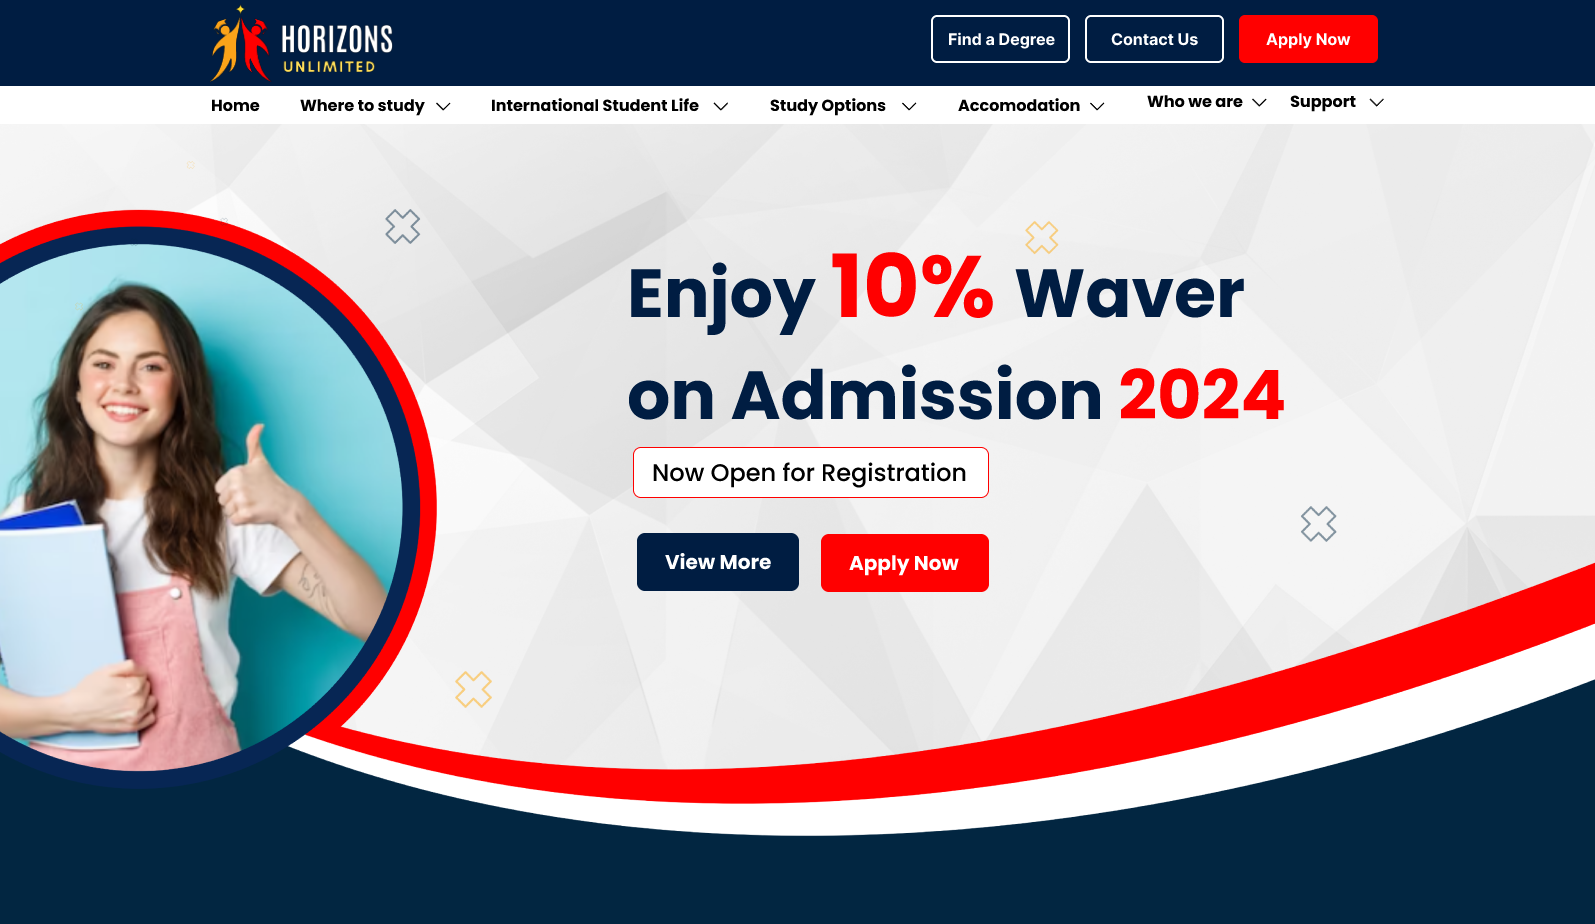 HORIZONS
UNLIMITED
Find a Degree
Contact Us
Apply Now
Home
Where to study
International Student Life
Study Options
Accomodation
Who we are
Support
Enjoy 10% Waver
on Admission 2024
Now Open for Registration
View More
Apply Now